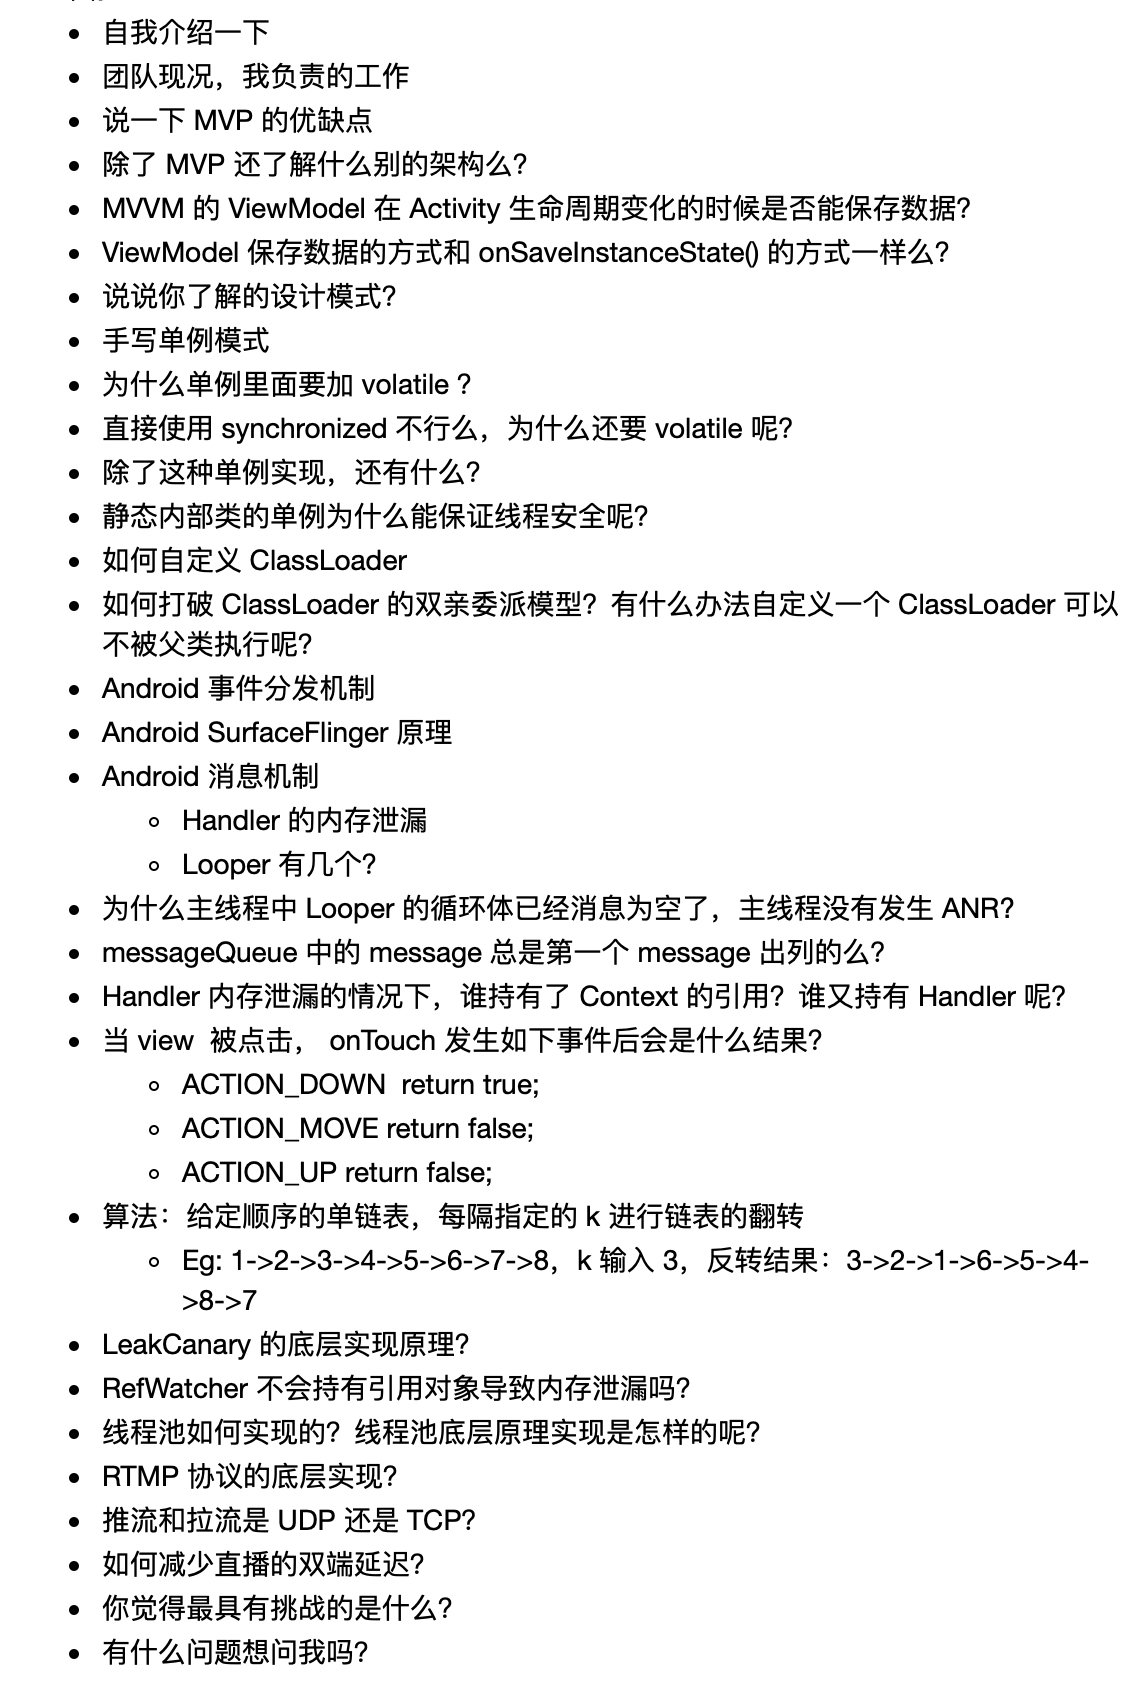 自我介绍一下
团队现况，我负责的工作
说一下 MVP 的优缺点
除了 MVP 还了解什么别的架构么？
MVVM 的 ViewModel 在 Activity 生命周期变化的时候是否能保存数据？
ViewModel 保存数据的方式和 onSaveInstanceState() 的方式一样么？
说说你了解的设计模式？
手写单例模式
为什么单例里面要加 volatile ？
直接使用 synchronized 不行么，为什么还要 volatile 呢？
除了这种单例实现，还有什么？
静态内部类的单例为什么能保证线程安全呢？
如何自定义 ClassLoader
如何打破 ClassLoader 的双亲委派模型？有什么办法自定义一个 ClassLoader 可以
不被父类执行呢？
Android 事件分发机制
Android SurfaceFlinger 原理
Android 消息机制
Handler 的内存泄漏
Looper 有几个？
为什么主线程中 Looper 的循环体已经消息为空了，主线程没有发生 ANR？
messageQueue 中的 message 总是第一个 message 出列的么？
Handler 内存泄漏的情况下，谁持有了 Context 的引用？谁又持有 Handler 呢？
当 view  被点击， onTouch 发生如下事件后会是什么结果？
ACTION_DOWN  return true;
ACTION_MOVE return false;
ACTION_UP return false;
算法：给定顺序的单链表，每隔指定的 k 进行链表的翻转
Eg: 1->2->3->4->5->6->7->8，k 输入 3，反转结果：3->2->1->6->5->4-
>8->7
LeakCanary 的底层实现原理？
RefWatcher 不会持有引用对象导致内存泄漏吗？
线程池如何实现的？线程池底层原理实现是怎样的呢？
RTMP 协议的底层实现？
推流和拉流是 UDP 还是 TCP？
如何减少直播的双端延迟？
你觉得最具有挑战的是什么？
有什么问题想问我吗？